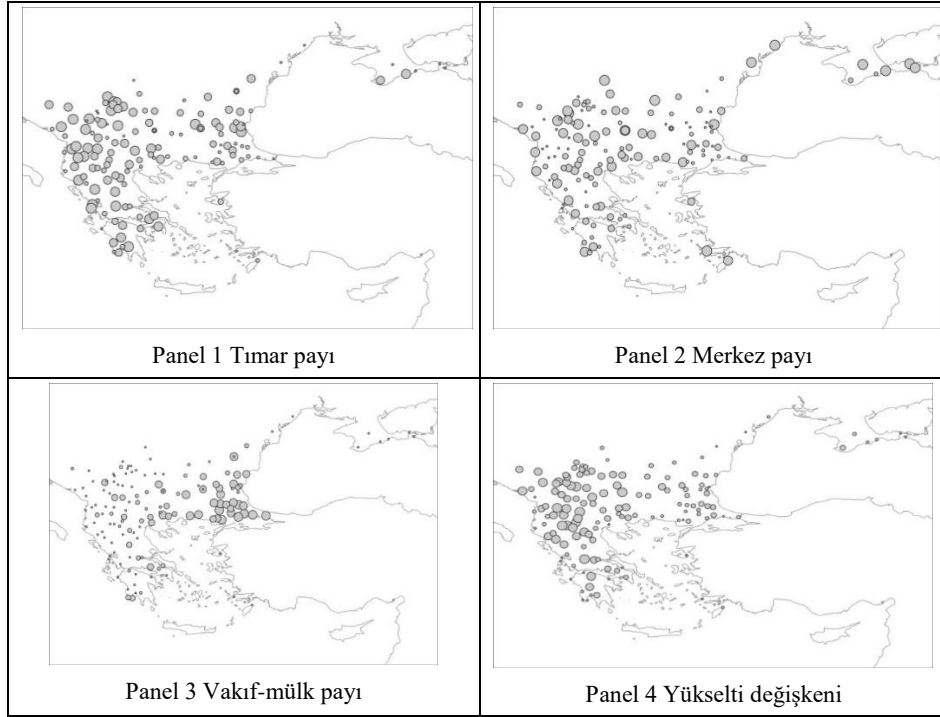 Panel 1 Tımar payı
Panel 2 Merkez payı
Panel 3 Vakıf-mülk payı
Panel 4 Yükselti değişkeni